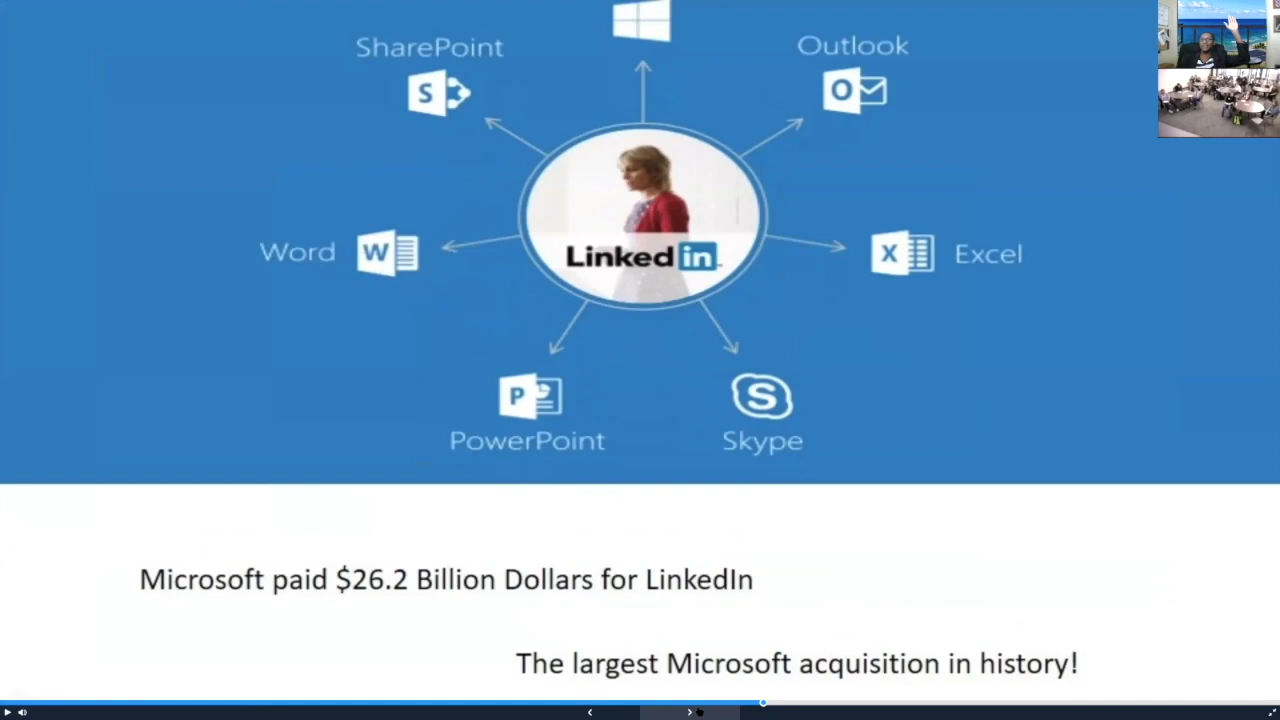 SharePoint
Outlook
S
O
Linked in
Word
W
X
Excel
P
S
PowerPoint
Skype
Microsoft paid $26.2 Billion Dollars for LinkedIn
The largest Microsoft acquisition in history!